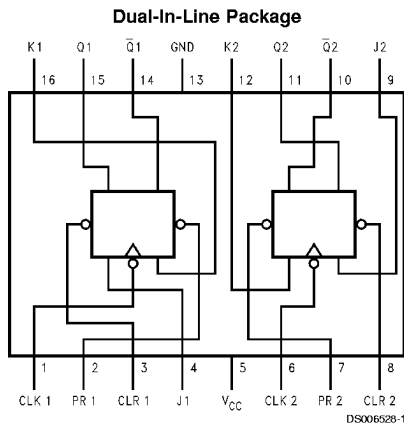 Dual-In-Line Package
K1 Q1 Q̅1 GND K2 Q2 Q̅2 J2
16 15 14 13 12 11 10 9
1 2 3 4 5 6 7 8
CLK 1 PR 1 CLR 1 J1 VCC CLK 2 PR 2 CLR 2
DS006528-1